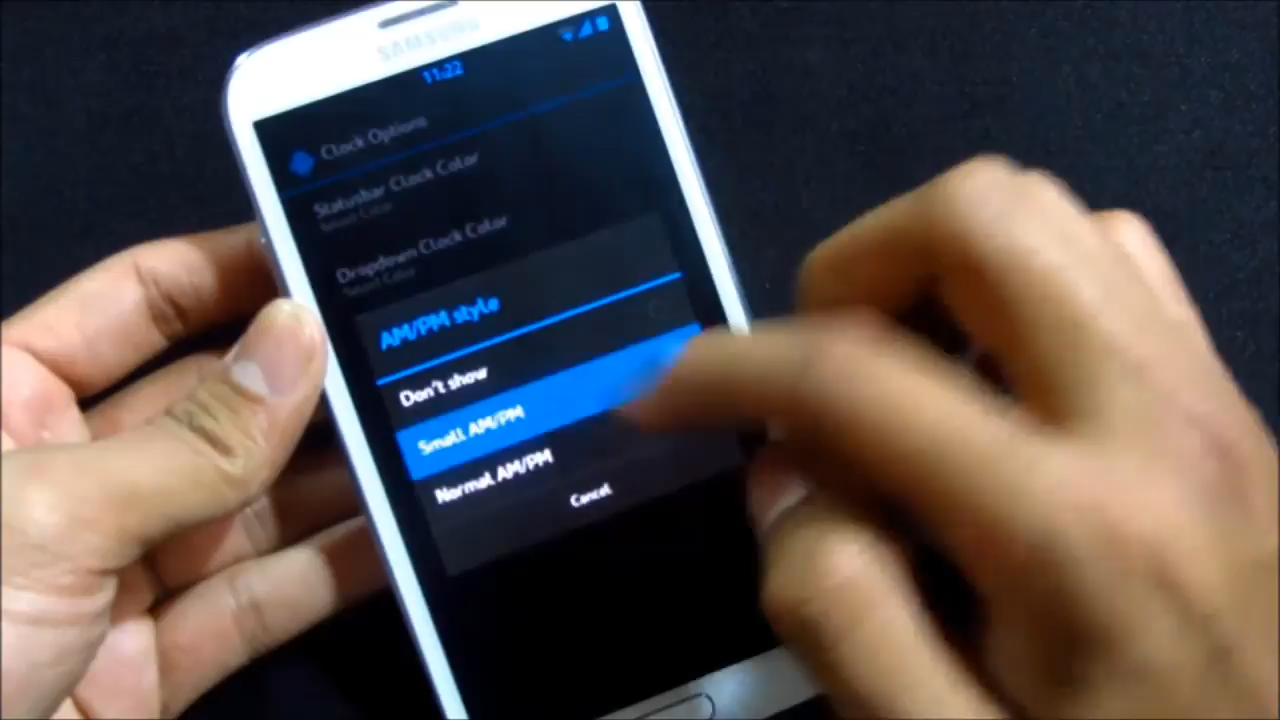 SAMSUNG
11:22
Clock Options
Statusbar Clock Color
Dropdown Clock Color
AM/PM style
Don't show
Small AM/PM
Normal AM/PM
Cancel